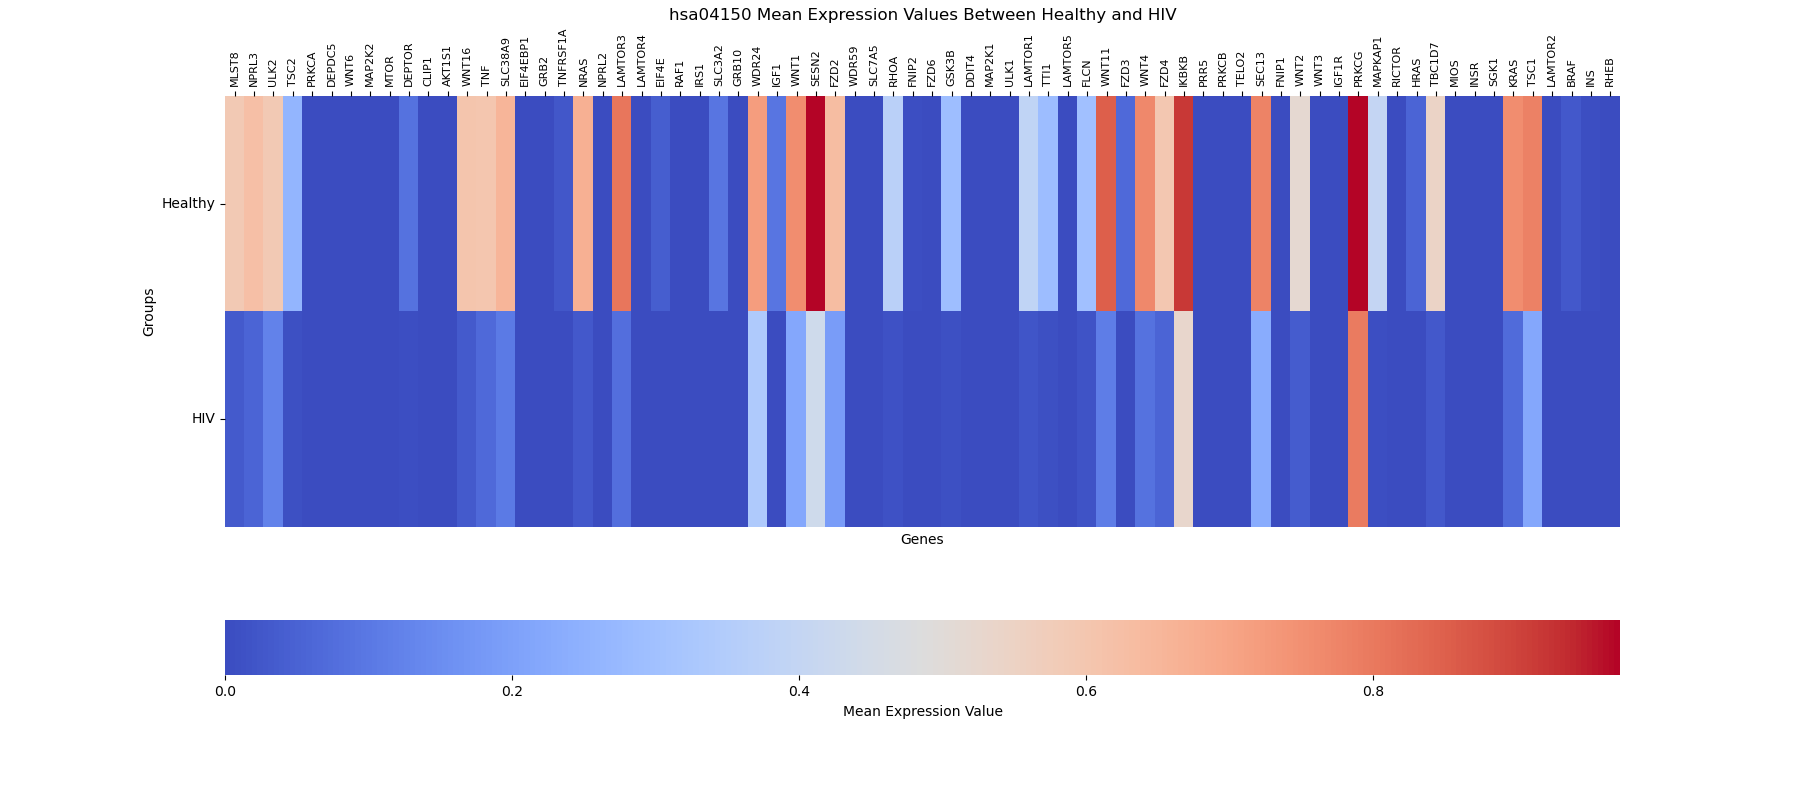 hsa04150 Mean Expression Values Between Healthy and HIV
MLST8 NPRL3 ULK2 TSC2 PRKCA DEPDC5 WNT6 MAP2K2 MTOR DEPTOR CLIP1 AKT1S1 WNT16 TNF SLC38A9 EIF4EBP1 GRB2 TNFRSF1A NRAS NPRL2 LAMTOR3 LAMTOR4 EIF4E RAF1 IRS1 SLC3A2 GRB10 WDR24 IGF1 WNT1 SESN2 FZD2 WDR59 SLC7A5 RHOA FNIP2 FZD6 GSK3B DDIT4 MAP2K1 ULK1 LAMTOR1 TTI1 LAMTOR5 FLCN WNT11 FZD3 WNT4 FZD4 IKBKB PRR5 PRKCB TELO2 SEC13 FNIP1 WNT2 WNT3 IGF1R PRKCG MAPKAP1 RICTOR HRAS TBC1D7 MIOS INSR SGK1 KRAS TSC1 LAMTOR2 BRAF INS RHEB
Healthy
Groups
HIV
Genes
0.0 0.2 0.4 0.6 0.8
Mean Expression Value